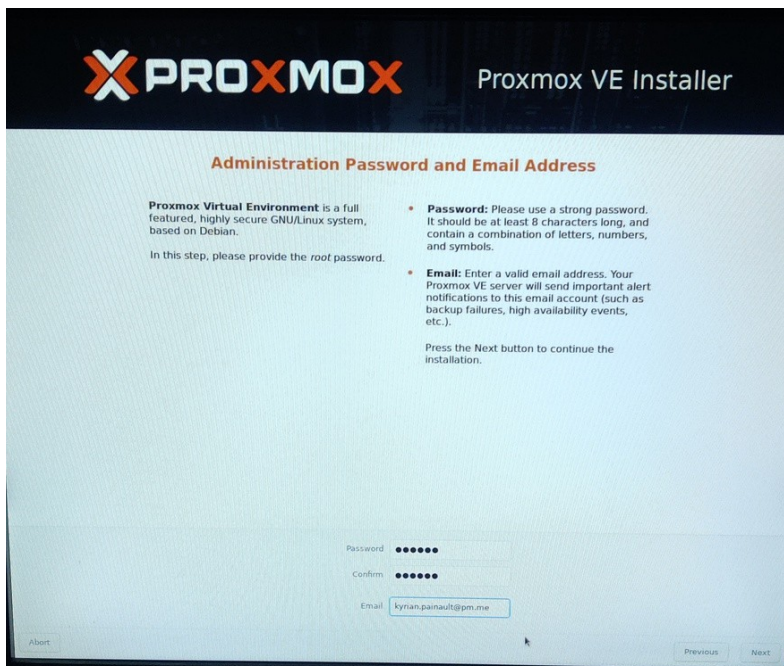 PROXMOX
Proxmox VE Installer
Administration Password and Email Address
Proxmox Virtual Environment is a full
featured, highly secure GNU/Linux system,
based on Debian.
In this step, please provide the root password.
• Password: Please use a strong password.
It should be at least 8 characters long, and
contain a combination of letters, numbers,
and symbols.
• Email: Enter a valid email address. Your
Proxmox VE server will send important alert
notifications to this email account (such as
backup failures, high availability events,
etc.).
Press the Next button to continue the
installation.
Password ●●●●●●
Confirm ●●●●●●
Email kyrian.painault@pm.me
Abort
Previous
Next